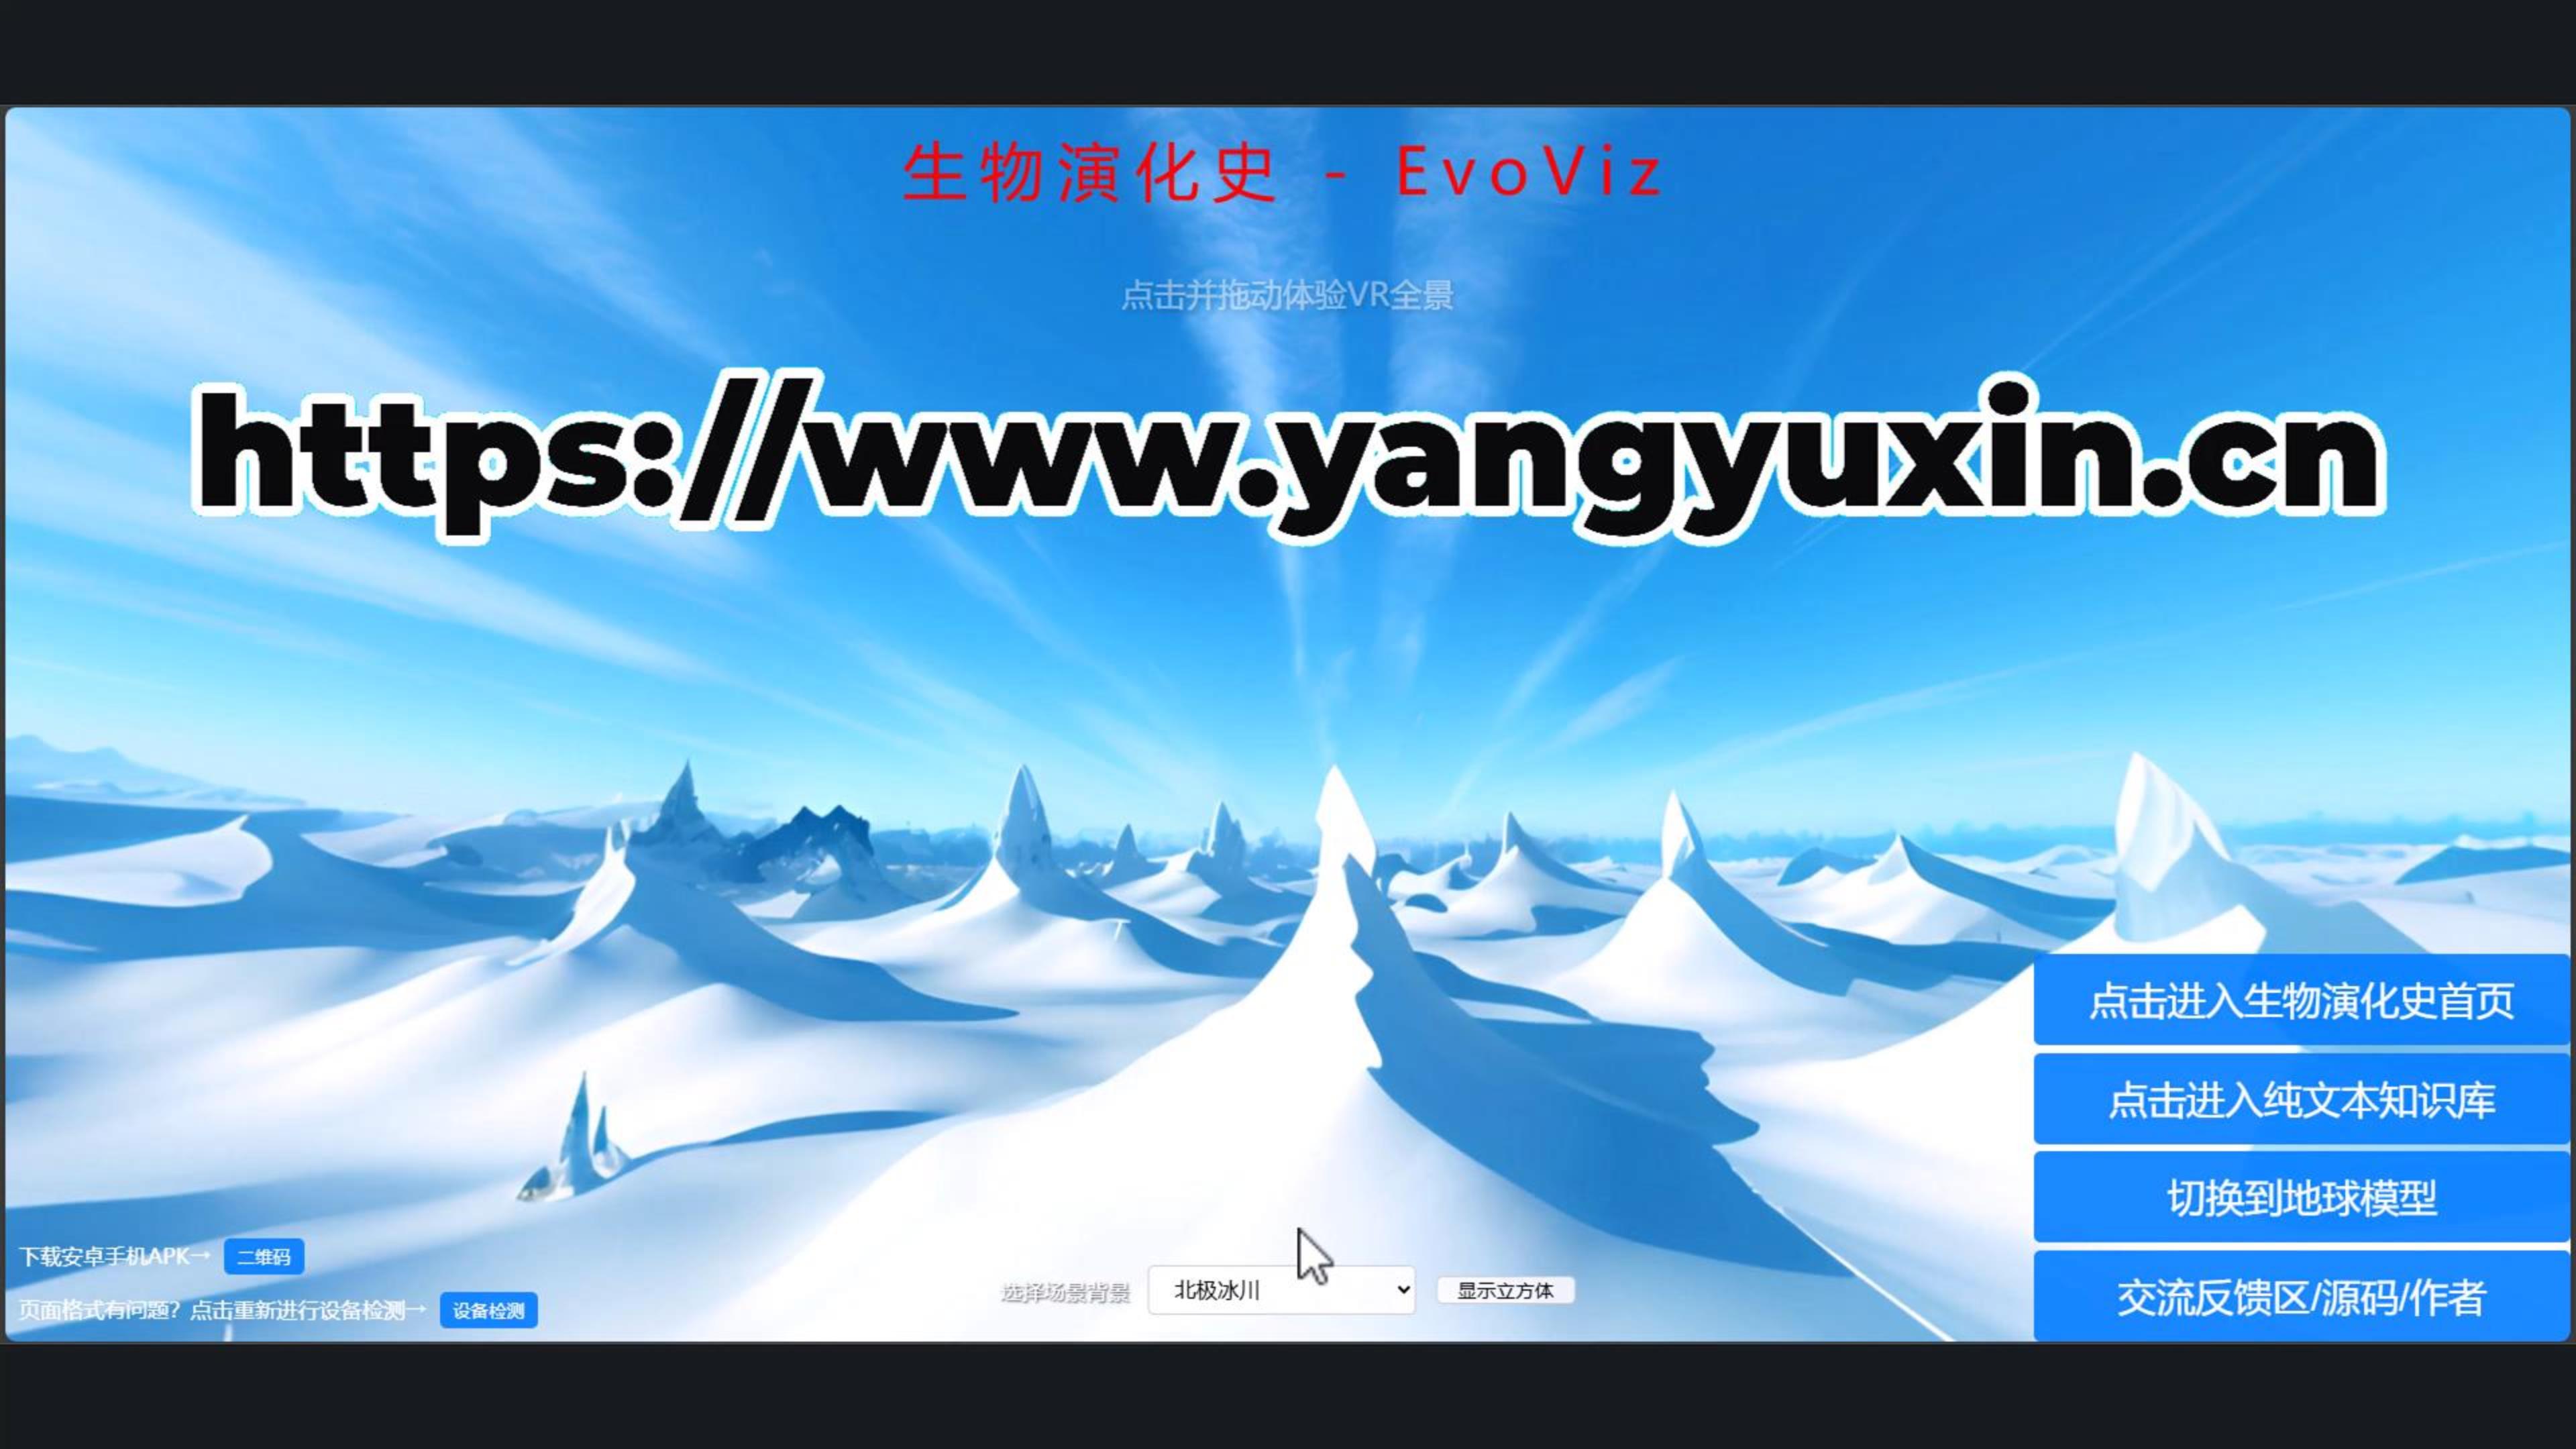 生物演化史 - EvoViz
点击并拖动体验VR全景
https://www.yangyuxin.cn
点击进入生物演化史首页
点击进入纯文本知识库
切换到地球模型
交流反馈区/源码/作者
下载安卓手机APK→ 二维码
页面格式有问题？点击重新进行设备检测→ 设备检测
选择场景背景 北极冰川 显示立方体